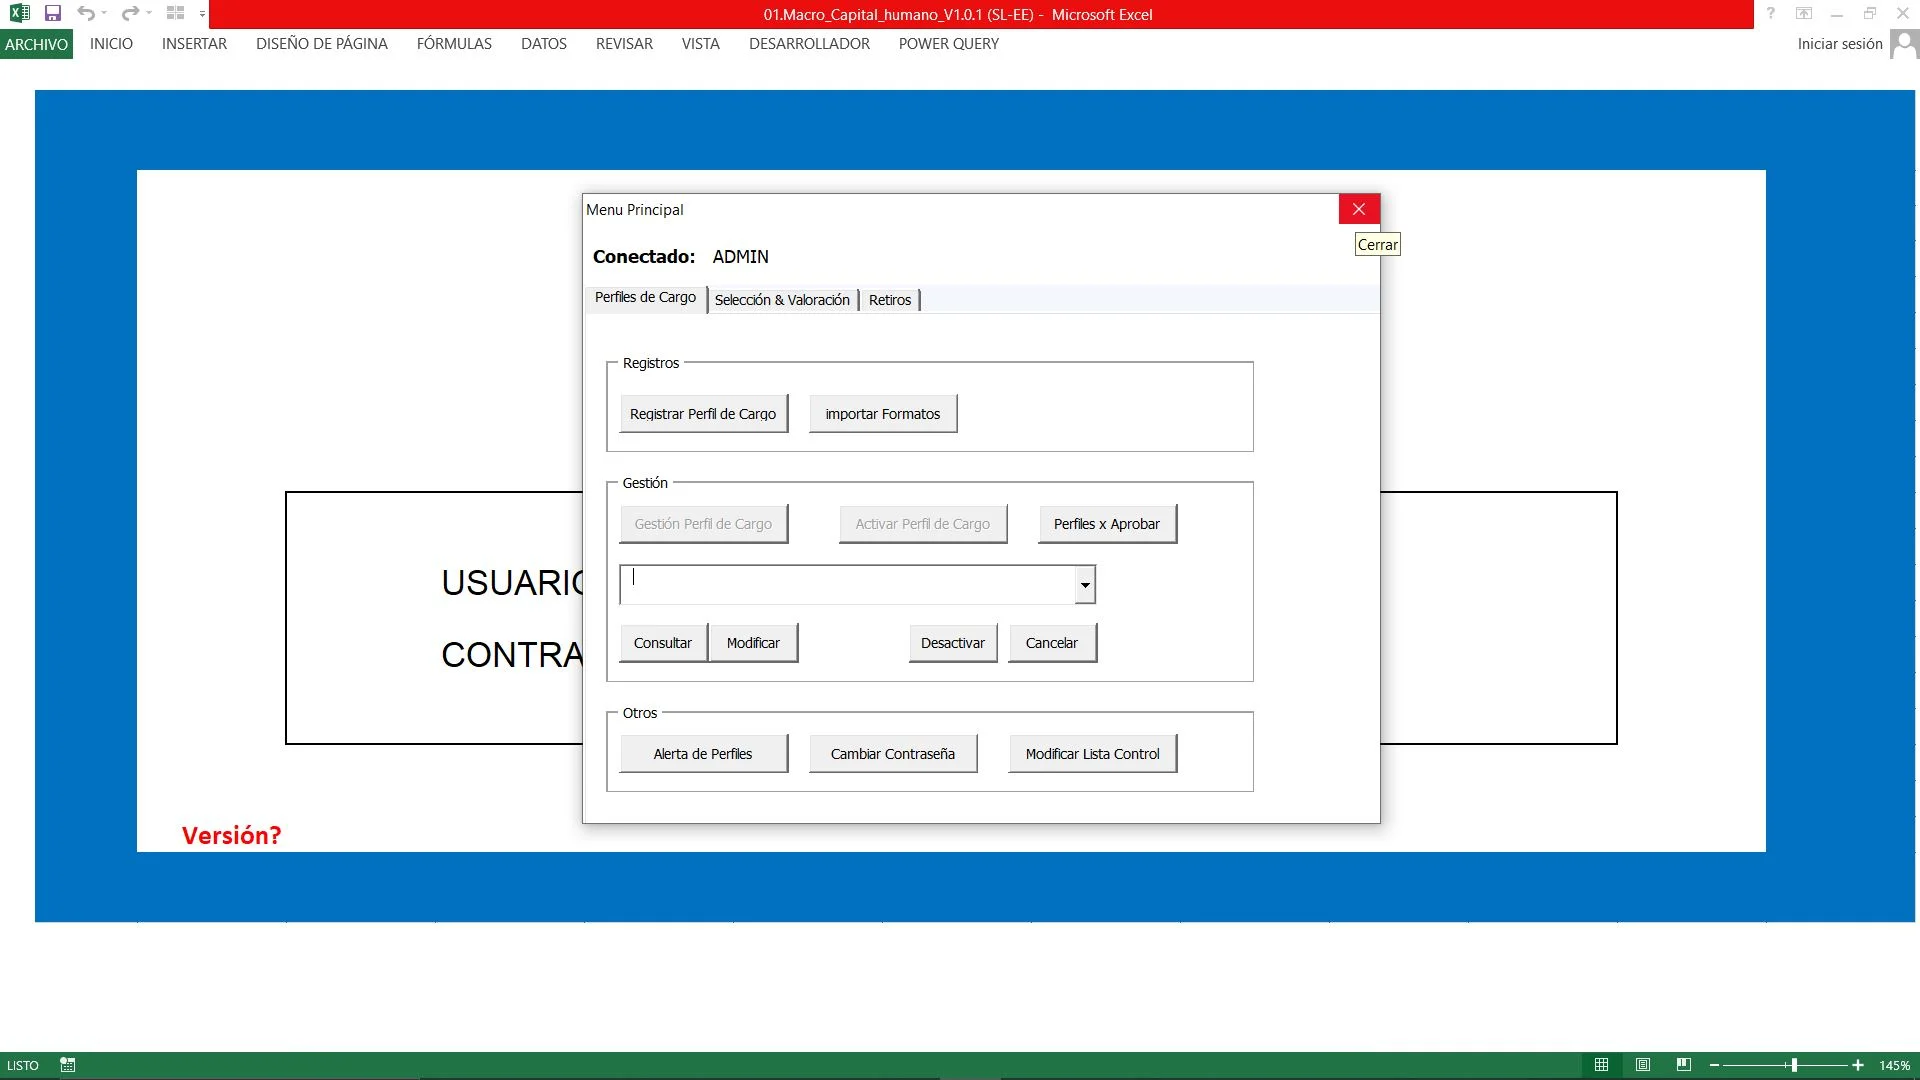 01.Macro_Capital_humano_V1.0.1 (SL-EE) - Microsoft Excel
ARCHIVO INICIO INSERTAR DISEÑO DE PÁGINA FÓRMULAS DATOS REVISAR VISTA DESARROLLADOR POWER QUERY Iniciar sesión
Menu Principal
Cerrar
Conectado: ADMIN
Perfiles de Cargo Selección & Valoración Retiros
Registros
Registrar Perfil de Cargo importar Formatos
Gestión
Gestión Perfil de Cargo Activar Perfil de Cargo Perfiles x Aprobar
USUARIO
Consultar Modificar Desactivar Cancelar
CONTRA
Otros
Alerta de Perfiles Cambiar Contraseña Modificar Lista Control
Versión?
LISTO 145%